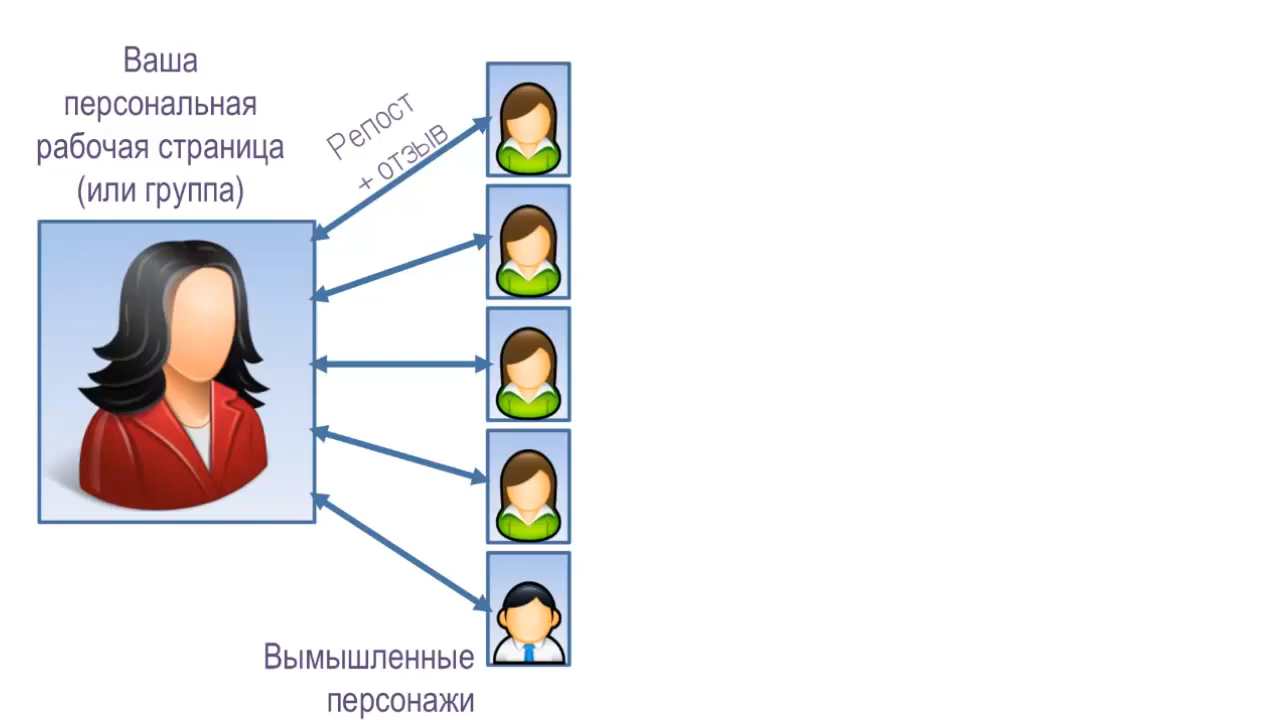 Ваша
персональная
рабочая страница
(или группа)
Репост
+ отзыв
Вымышленные
персонажи